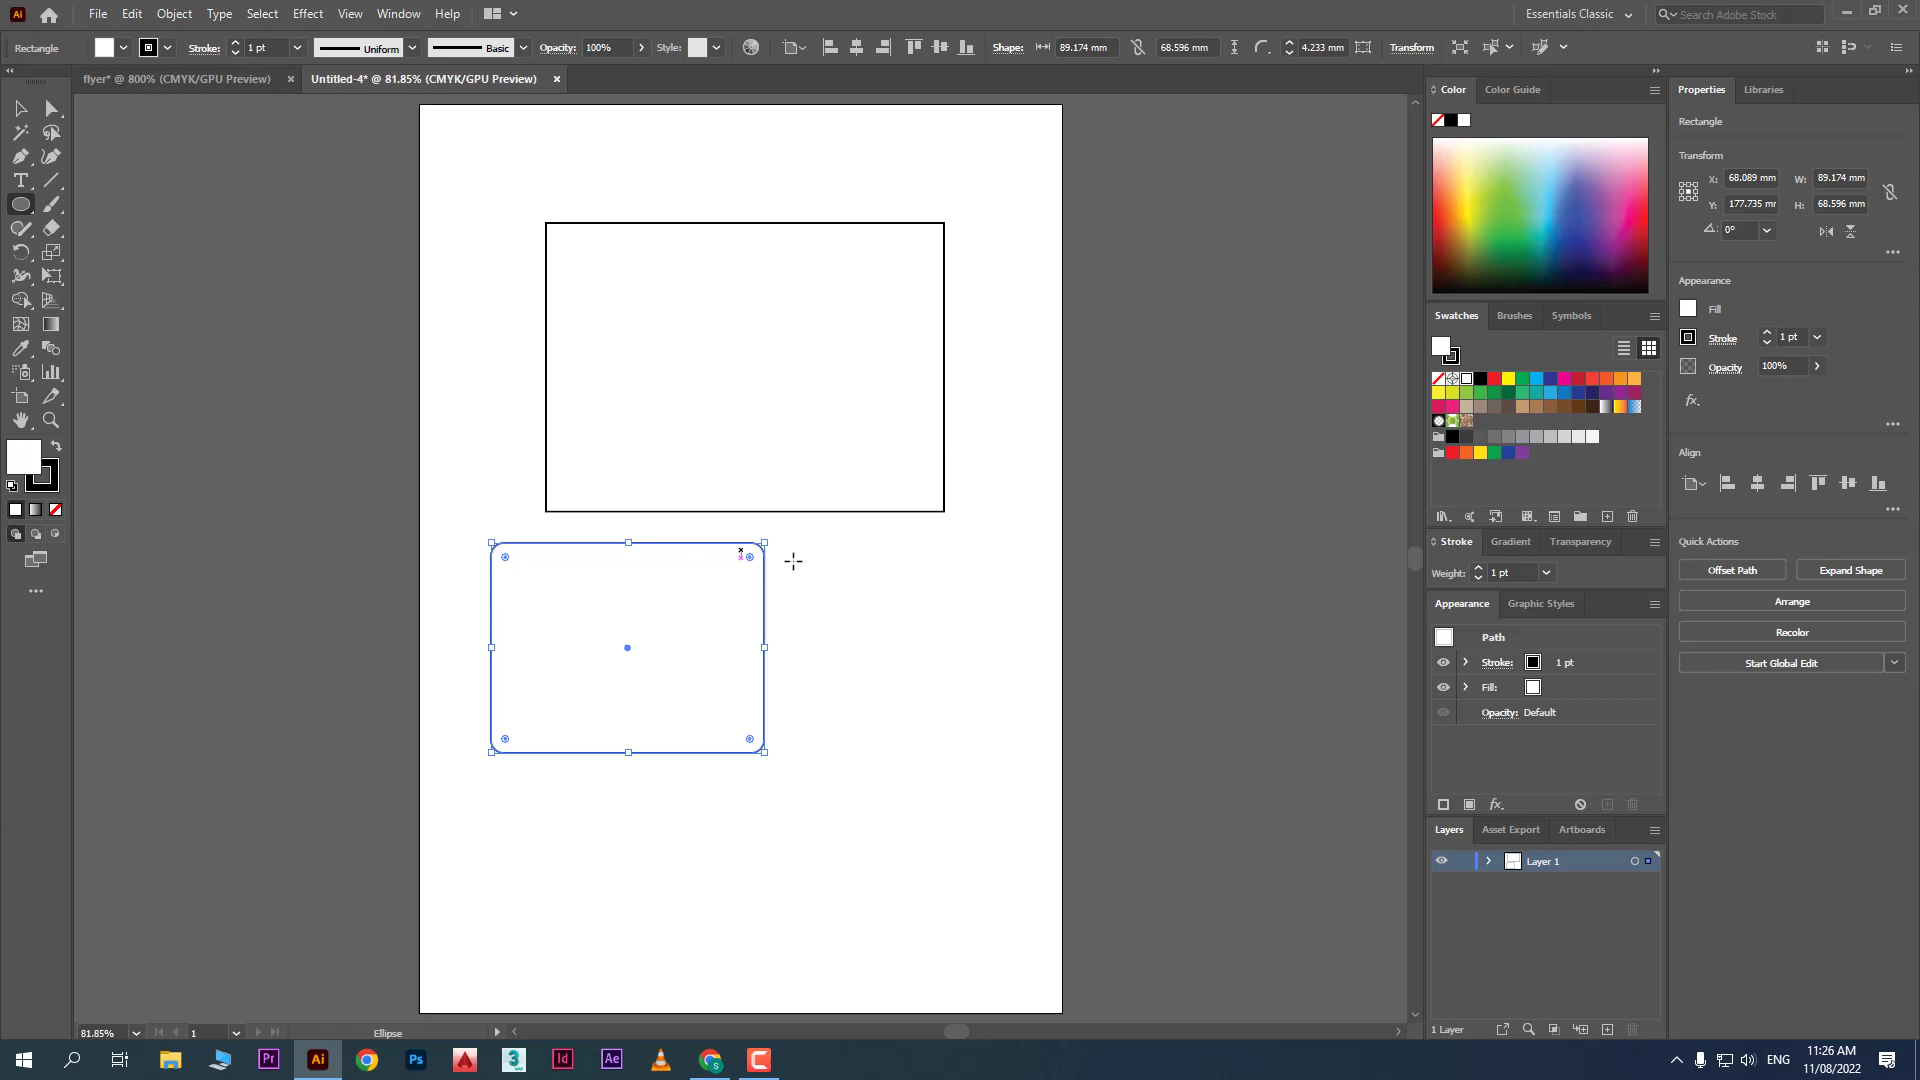 File Edit Object Type Select Effect View Window Help
Essentials Classic
Search Adobe Stock
Rectangle
Stroke: 1 pt Uniform Basic Opacity: 100% Style: Shape: 89.174 mm 68.596 mm 4.233 mm Transform
flyer* @ 800% (CMYK/GPU Preview) Untitled-4* @ 81.85% (CMYK/GPU Preview)
Color Color Guide
Swatches Brushes Symbols
Stroke Gradient Transparency
Weight: 1 pt
Appearance Graphic Styles
Path
Stroke: 1 pt
Fill:
Opacity: Default
Layers Asset Export Artboards
Layer 1
1 Layer
Properties Libraries
Rectangle
Transform
X: 68.089 mm W: 89.174 mm
Y: 177.735 mr H: 68.596 mm
0°
Appearance
Fill
Stroke 1 pt
Opacity 100%
fx.
Align
Quick Actions
Offset Path Expand Shape
Arrange
Recolor
Start Global Edit
81.85% 1 Ellipse
Pr Ai Ps Id Ae
ENG
11:26 AM
11/08/2022